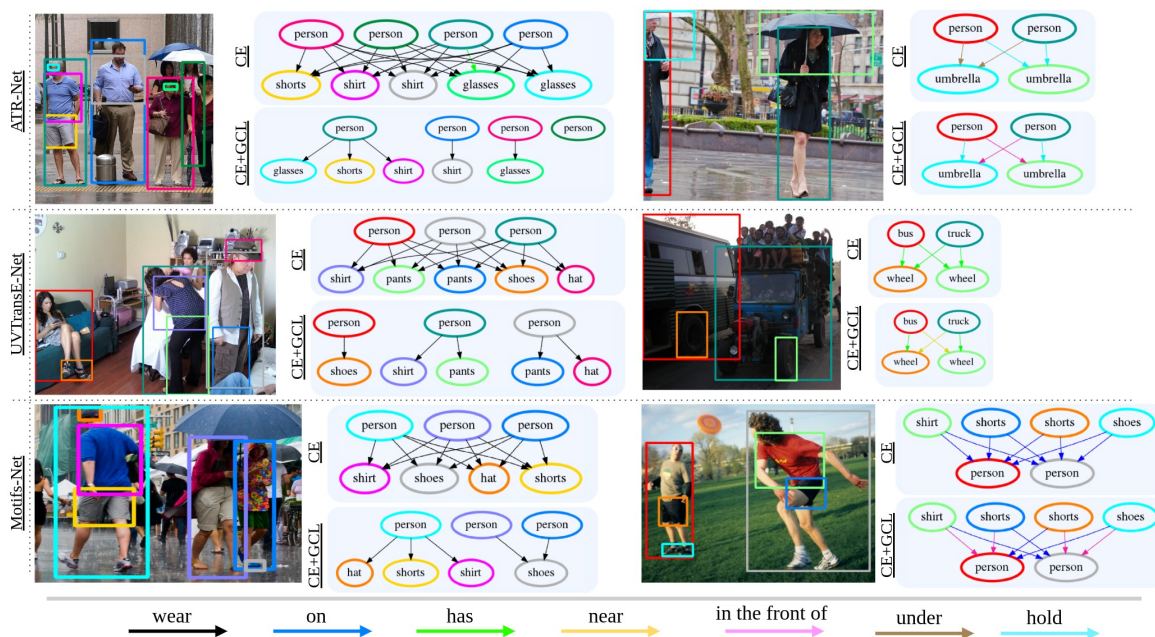 ATR-Net
CE
person person person person
shorts shirt shirt glasses glasses
CE+GCL
person person person person
glasses shorts shirt shirt glasses
CE
person person
umbrella umbrella
CE+GCL
person person
umbrella umbrella
UVTransE-Net
CE
person person person
shirt pants pants shoes hat
CE+GCL
person person person
shoes shirt pants pants hat
CE
bus truck
wheel wheel
CE+GCL
bus truck
wheel wheel
Motifs-Net
CE
person person person
shirt shoes hat shorts
CE+GCL
person person person
hat shorts shirt shoes
CE
shirt shorts shorts shoes
person person
CE+GCL
shirt shorts shorts shoes
person person
wear on has near in the front of under hold